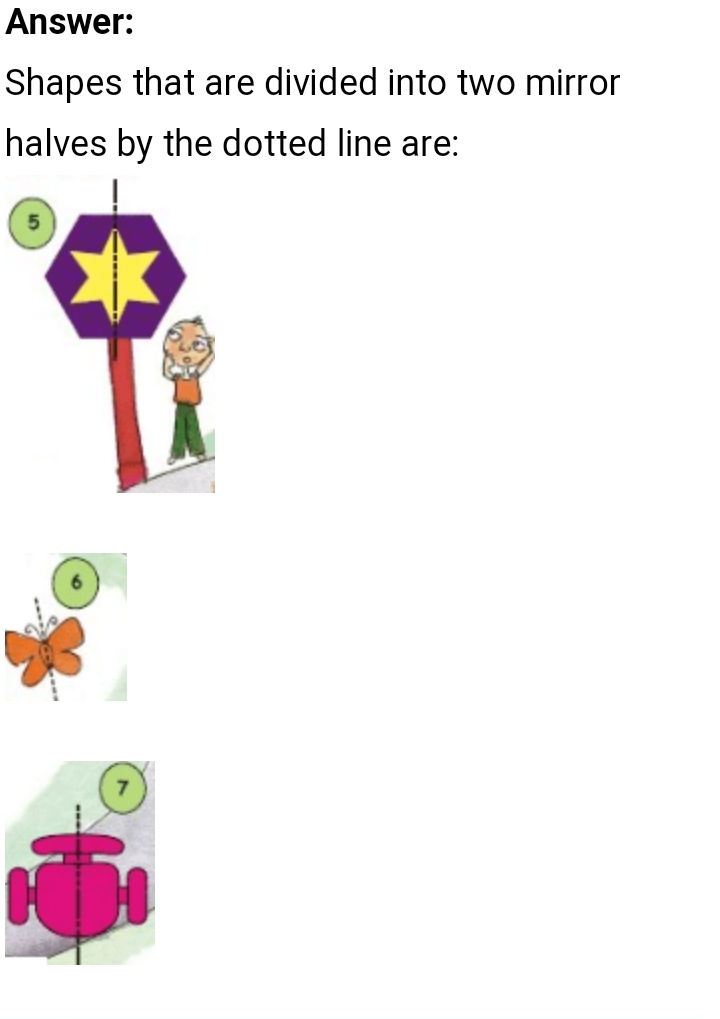 Answer:
Shapes that are divided into two mirror
halves by the dotted line are:
5
6
7